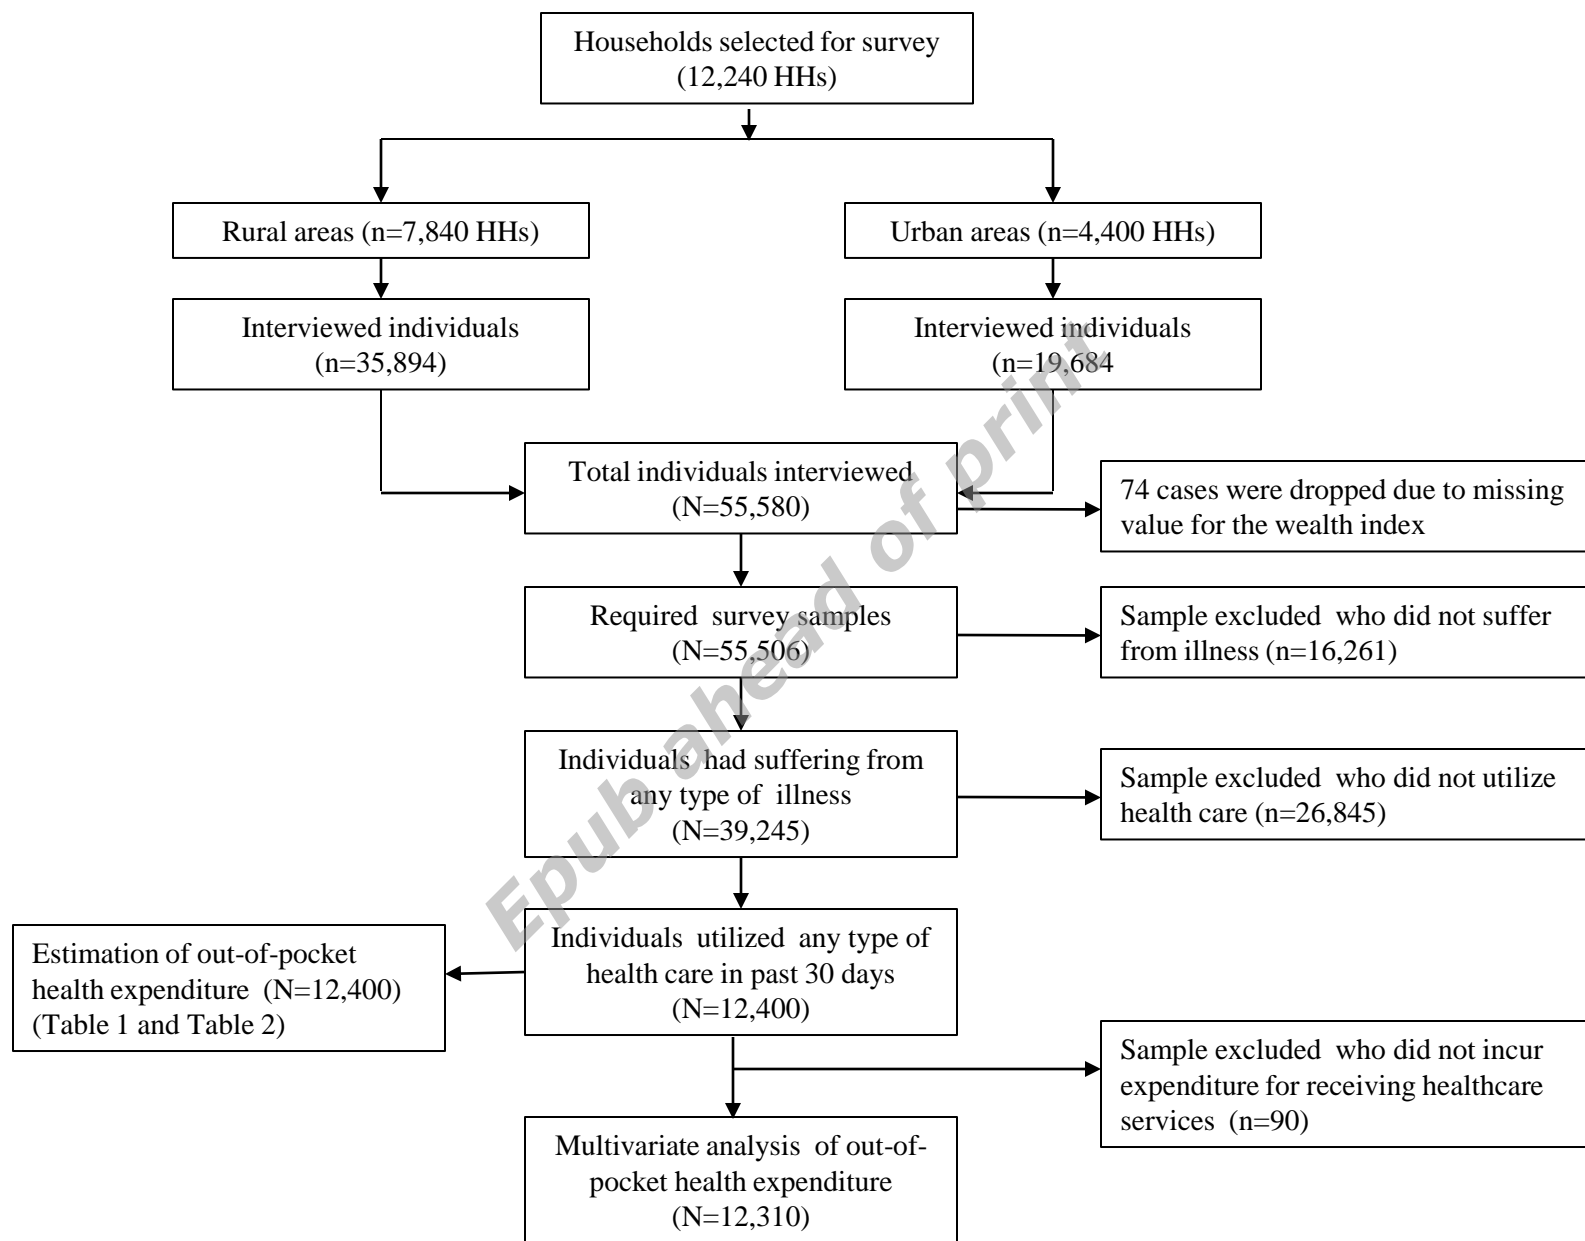 Households selected for survey
(12,240 HHs)
Rural areas (n=7,840 HHs)
Urban areas (n=4,400 HHs)
Interviewed individuals
(n=35,894)
Interviewed individuals
(n=19,684
Total individuals interviewed
(N=55,580)
74 cases were dropped due to missing
value for the wealth index
Required survey samples
(N=55,506)
Sample excluded who did not suffer
from illness (n=16,261)
Individuals had suffering from
any type of illness
(N=39,245)
Sample excluded who did not utilize
health care (n=26,845)
Individuals utilized any type of
health care in past 30 days
(N=12,400)
Estimation of out-of-pocket
health expenditure (N=12,400)
(Table 1 and Table 2)
Sample excluded who did not incur
expenditure for receiving healthcare
services (n=90)
Multivariate analysis of out-of-
pocket health expenditure
(N=12,310)
Epub ahead of print